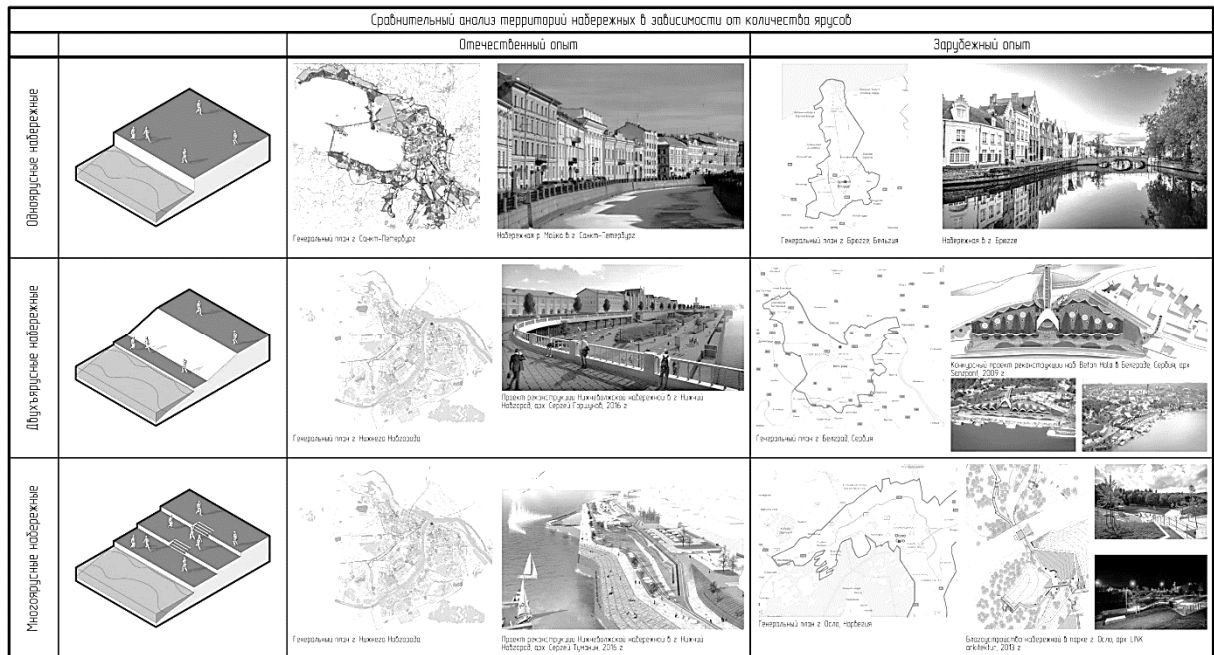 Сравнительный анализ территорий набережных в зависимости от количества ярусов
Отечественный опыт
Зарубежный опыт
Одноярусные набережные
Генеральный план г. Санкт-Петербург
Набережная р. Мойка в г. Санкт-Петербург
Генеральный план г. Брюгге, Бельгия
Набережная в г. Брюгге
Двухъярусные набережные
Генеральный план г. Нижнего Новгорода
Проект реконструкции Нижневолжской набережной в г. Нижний
Новгород, арх. Сергей Горшунов, 2016 г.
Генеральный план г. Белград, Сербия
Конкурсный проект реконструкции наб. Beton Hala в Белграде, Сербия, арх.
Sanzpont, 2009 г.
Многоярусные набережные
Генеральный план г. Нижнего Новгорода
Проект реконструкции Нижневолжской набережной в г. Нижний
Новгород, арх. Сергей Туманин, 2016 г.
Генеральный план г. Осло, Норвегия
Благоустройство набережной в парке г. Осло, арх. LINK
arkitektur, 2013 г.